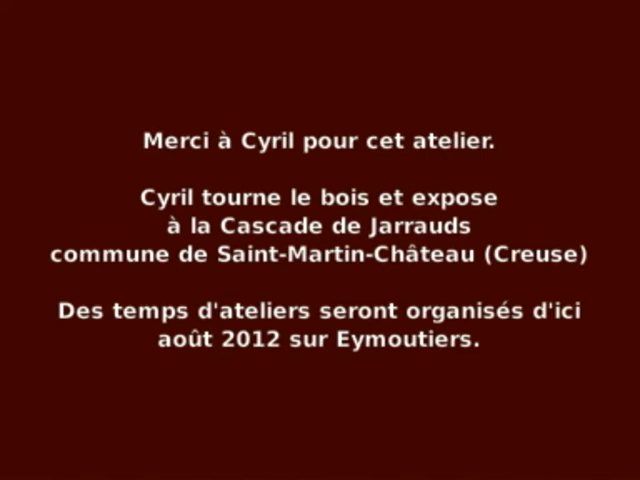 Merci à Cyril pour cet atelier.
Cyril tourne le bois et expose
à la Cascade de Jarrauds
commune de Saint-Martin-Château (Creuse)
Des temps d'ateliers seront organisés d'ici
août 2012 sur Eymoutiers.